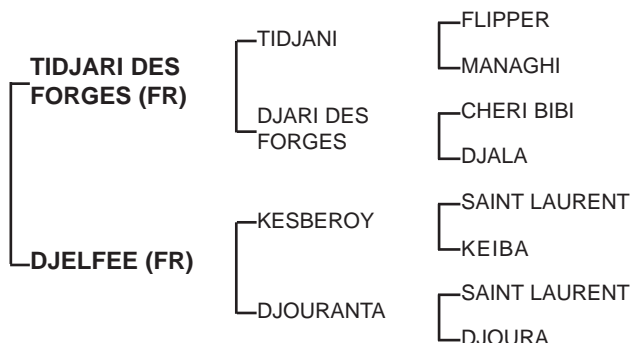 FLIPPER
TIDJANI
TIDJARI DES
FORGES (FR)
MANAGHI
DJARI DES
FORGES
CHERI BIBI
DJALA
SAINT LAURENT
KESBEROY
KEIBA
DJELFEE (FR)
SAINT LAURENT
DJOURANTA
DJOURA